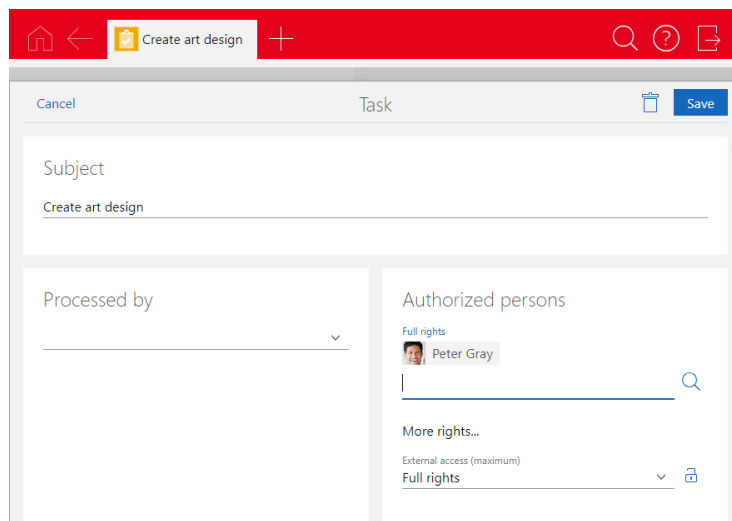 Create art design
Cancel
Task
Save
Subject
Create art design
Processed by
Authorized persons
Full rights
Peter Gray
More rights...
External access (maximum)
Full rights